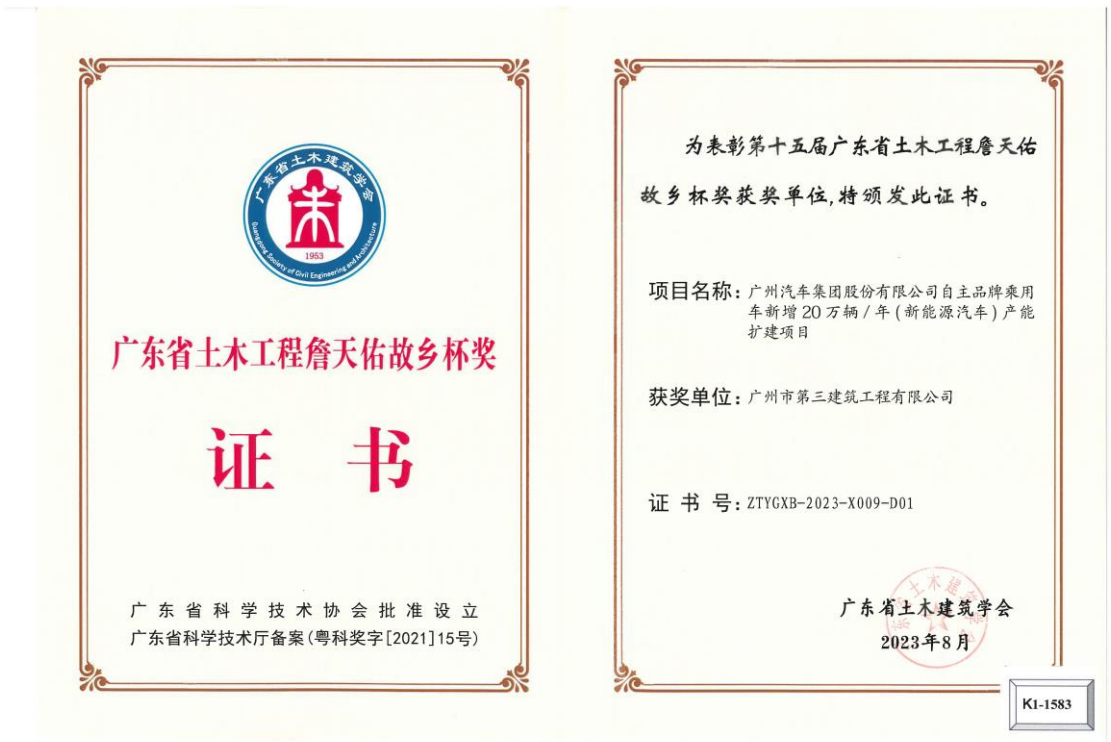 广东省土木建筑学会
1953
Guangdong Society of Civil Engineering and Architecture
广东省土木工程詹天佑故乡杯奖
证 书
广东省科学技术协会批准设立
广东省科学技术厅备案(粤科奖字[2021]15号)
为表彰第十五届广东省土木工程詹天佑
故乡杯奖获奖单位,特颁发此证书。
项目名称:广州汽车集团股份有限公司自主品牌乘用
车新增20万辆/年(新能源汽车)产能
扩建项目
获奖单位:广州市第三建筑工程有限公司
证 书 号:ZTYGXB-2023-X009-D01
广东省土木建筑学会
2023年8月
广东省土木建筑学会
K1-1583